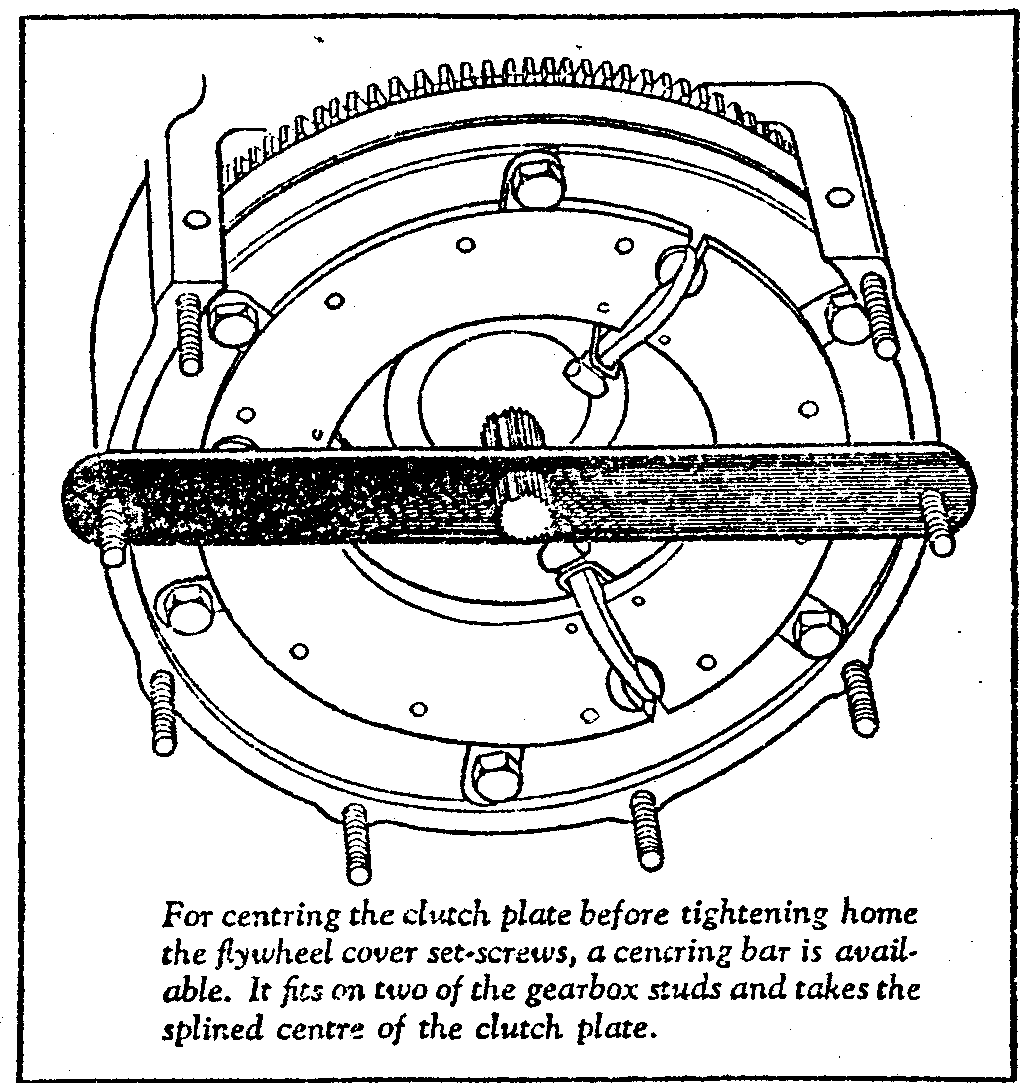 For centring the clutch plate before tightening home
the flywheel cover set-screws, a centring bar is avail-
able. It fits on two of the gearbox studs and takes the
splined centre of the clutch plate.